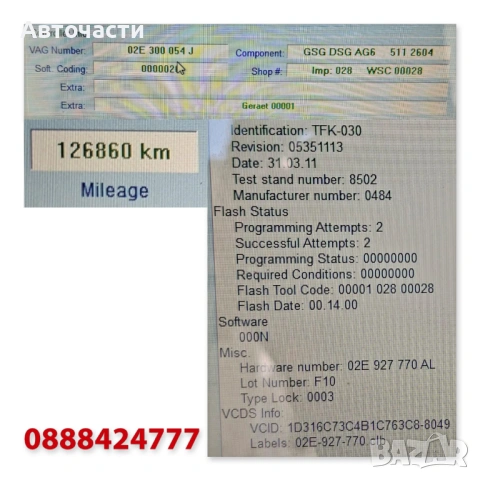 Авточасти
VAG Number: 02E 300 054 J Component: GSG DSG AG6 511 2604
Soft. Coding: 0000020 Shop #: Imp: 028 WSC 00028
Extra:
Extra: Geraet 00001
126860 km
Mileage
Identification: TFK-030
Revision: 05351113
Date: 31.03.11
Test stand number: 8502
Manufacturer number: 0484
Flash Status
Programming Attempts: 2
Successful Attempts: 2
Programming Status: 00000000
Required Conditions: 00000000
Flash Tool Code: 00001 028 00028
Flash Date: 00.14.00
Software
000N
Misc.
Hardware number: 02E 927 770 AL
Lot Number: F10
Type Lock: 0003
VCDS Info:
VCID: 1D316C73C4B1C763C8-8049
Labels: 02E-927-770.clb
0888424777
BAZAR